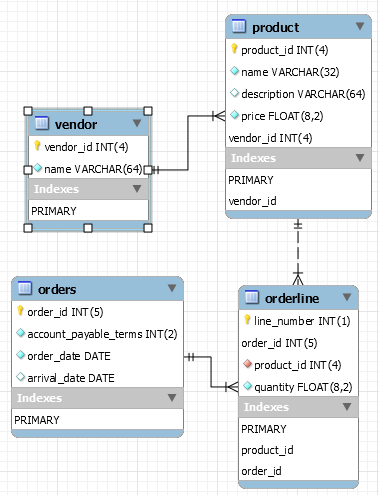 product
product_id INT(4)
name VARCHAR(32)
description VARCHAR(64)
price FLOAT(8,2)
vendor_id INT(4)
Indexes
PRIMARY
vendor_id
vendor
vendor_id INT(4)
name VARCHAR(64)
Indexes
PRIMARY
orders
order_id INT(5)
account_payable_terms INT(2)
order_date DATE
arrival_date DATE
Indexes
PRIMARY
orderline
line_number INT(1)
order_id INT(5)
product_id INT(4)
quantity FLOAT(8,2)
Indexes
PRIMARY
product_id
order_id